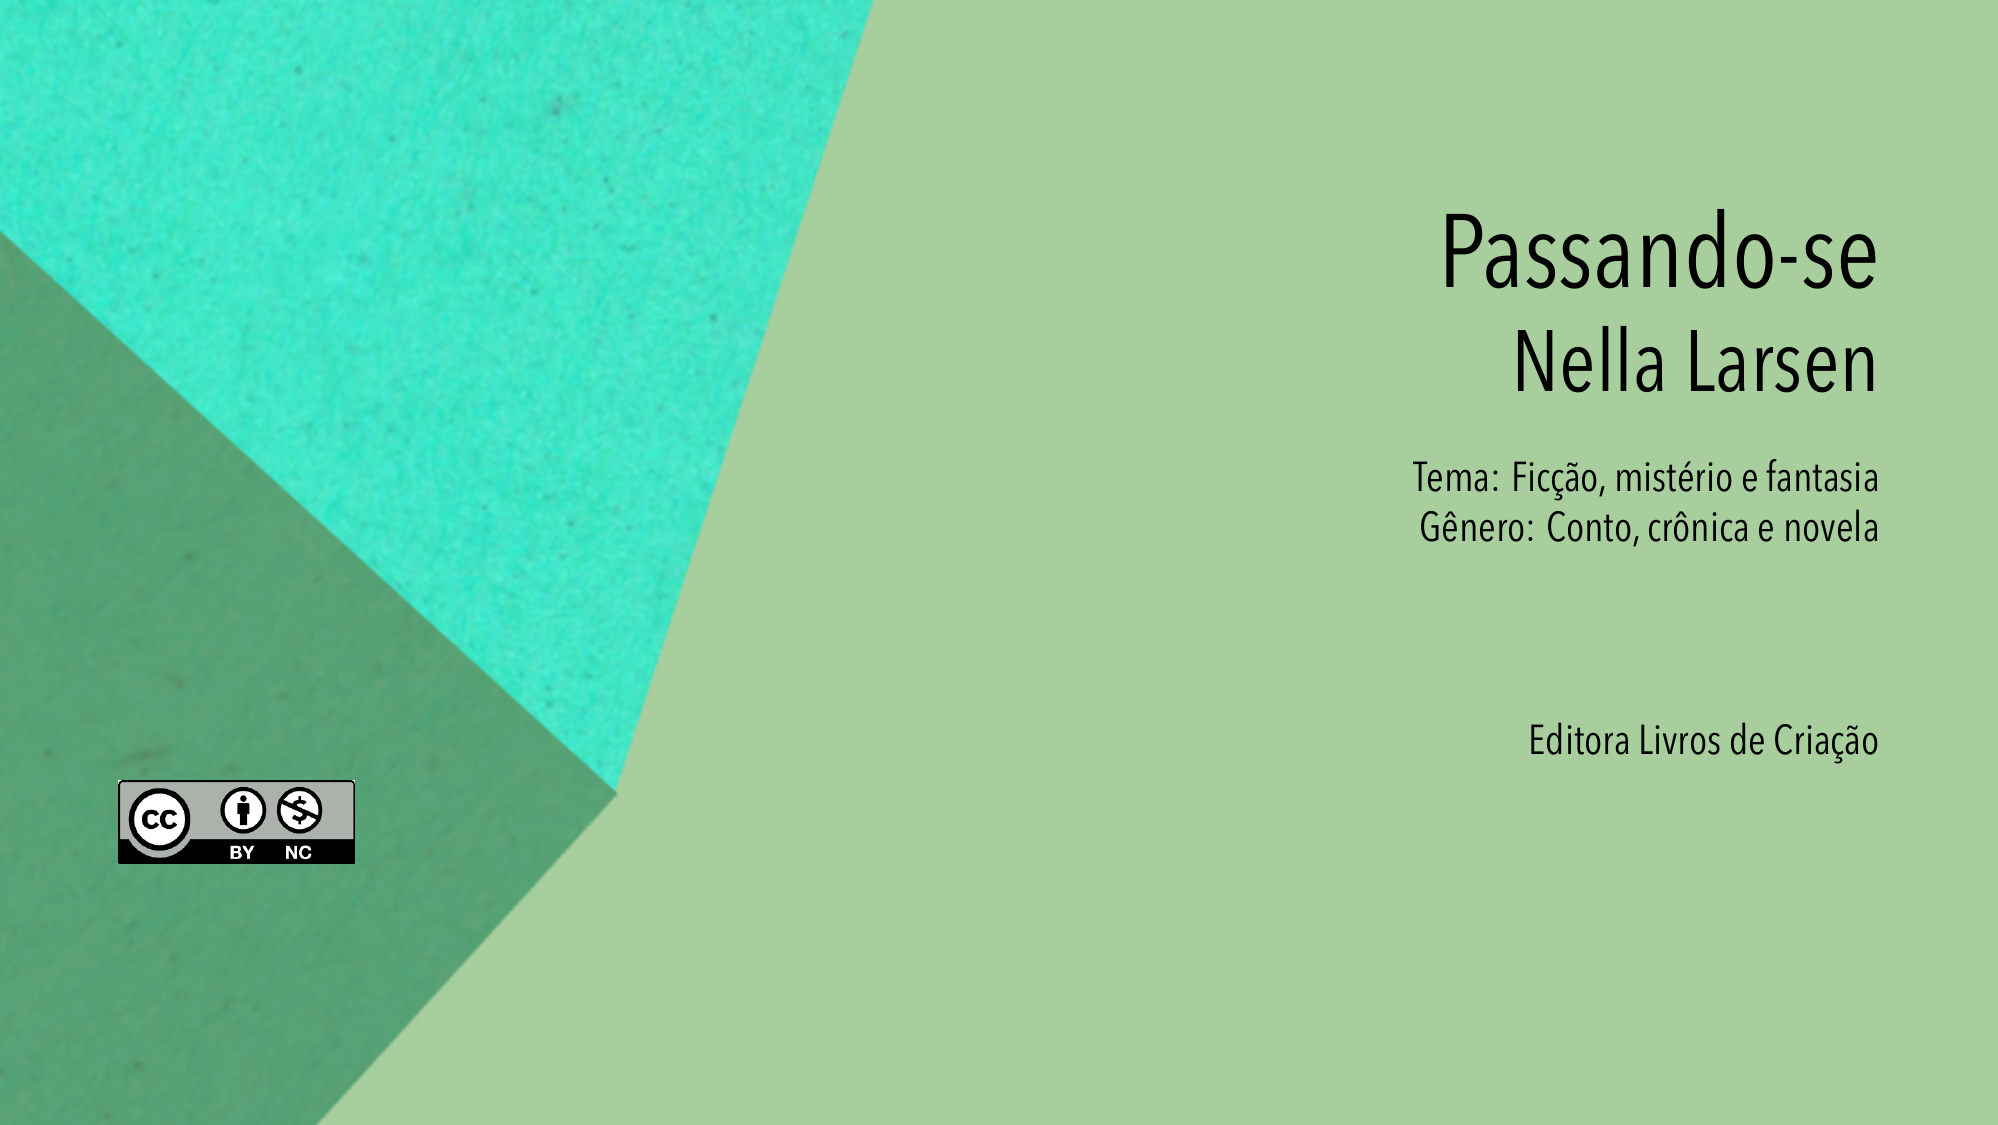 Passando-se
Nella Larsen
Tema: Ficção, mistério e fantasia
Gênero: Conto, crônica e novela
Editora Livros de Criação
cc
BY NC